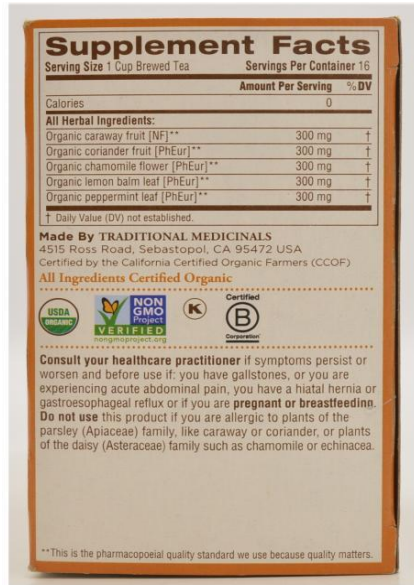 Supplement Facts
Serving Size 1 Cup Brewed Tea Servings Per Container 16
Amount Per Serving %DV
Calories 0
All Herbal Ingredients:
Organic caraway fruit [NF]** 300 mg †
Organic coriander fruit [PhEur]** 300 mg †
Organic chamomile flower [PhEur]** 300 mg †
Organic lemon balm leaf [PhEur]** 300 mg †
Organic peppermint leaf [PhEur]** 300 mg †
† Daily Value (DV) not established.
Made By TRADITIONAL MEDICINALS
4515 Ross Road, Sebastopol, CA 95472 USA
Certified by the California Certified Organic Farmers (CCOF)
All Ingredients Certified Organic
USDA
ORGANIC
NON
GMO
Project
VERIFIED
nongmoproject.org
K
Certified
B
Corporation
Consult your healthcare practitioner if symptoms persist or
worsen and before use if: you have gallstones, or you are
experiencing acute abdominal pain, you have a hiatal hernia or
gastroesophageal reflux or if you are pregnant or breastfeeding.
Do not use this product if you are allergic to plants of the
parsley (Apiaceae) family, like caraway or coriander, or plants
of the daisy (Asteraceae) family such as chamomile or echinacea.
**This is the pharmacopoeial quality standard we use because quality matters.